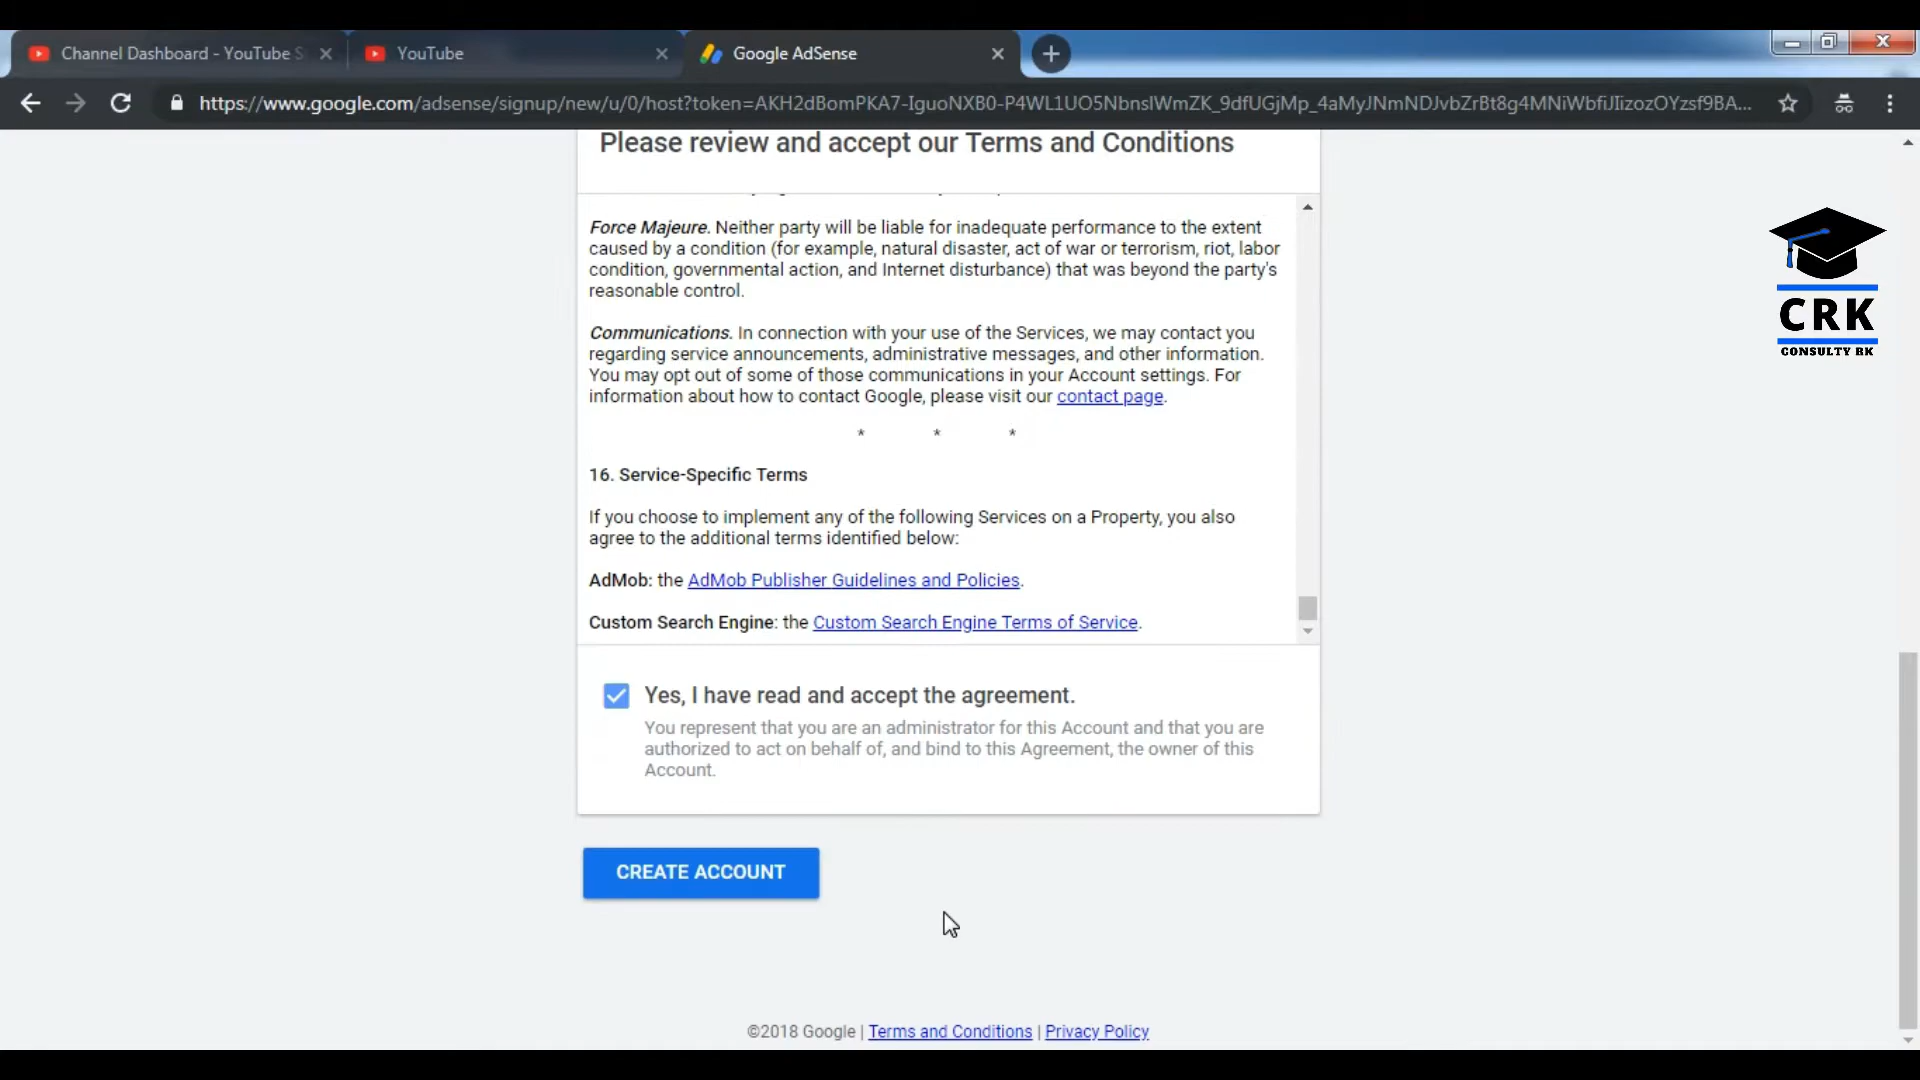 Channel Dashboard - YouTube S
YouTube
Google AdSense
https://www.google.com/adsense/signup/new/u/0/host?token=AKH2dBomPKA7-IguoNXB0-P4WL1UO5NbnslWmZK_9dfUGjMp_4aMyJNmNDJvbZrBt8g4MNiWbfiJIizozOYzsf9BA...
Please review and accept our Terms and Conditions
Force Majeure. Neither party will be liable for inadequate performance to the extent
caused by a condition (for example, natural disaster, act of war or terrorism, riot, labor
condition, governmental action, and Internet disturbance) that was beyond the party's
reasonable control.
Communications. In connection with your use of the Services, we may contact you
regarding service announcements, administrative messages, and other information.
You may opt out of some of those communications in your Account settings. For
information about how to contact Google, please visit our contact page.
* * *
16. Service-Specific Terms
If you choose to implement any of the following Services on a Property, you also
agree to the additional terms identified below:
AdMob: the AdMob Publisher Guidelines and Policies.
Custom Search Engine: the Custom Search Engine Terms of Service.
Yes, I have read and accept the agreement.
You represent that you are an administrator for this Account and that you are
authorized to act on behalf of, and bind to this Agreement, the owner of this
Account.
CREATE ACCOUNT
©2018 Google | Terms and Conditions | Privacy Policy
CRK
CONSULTY RK